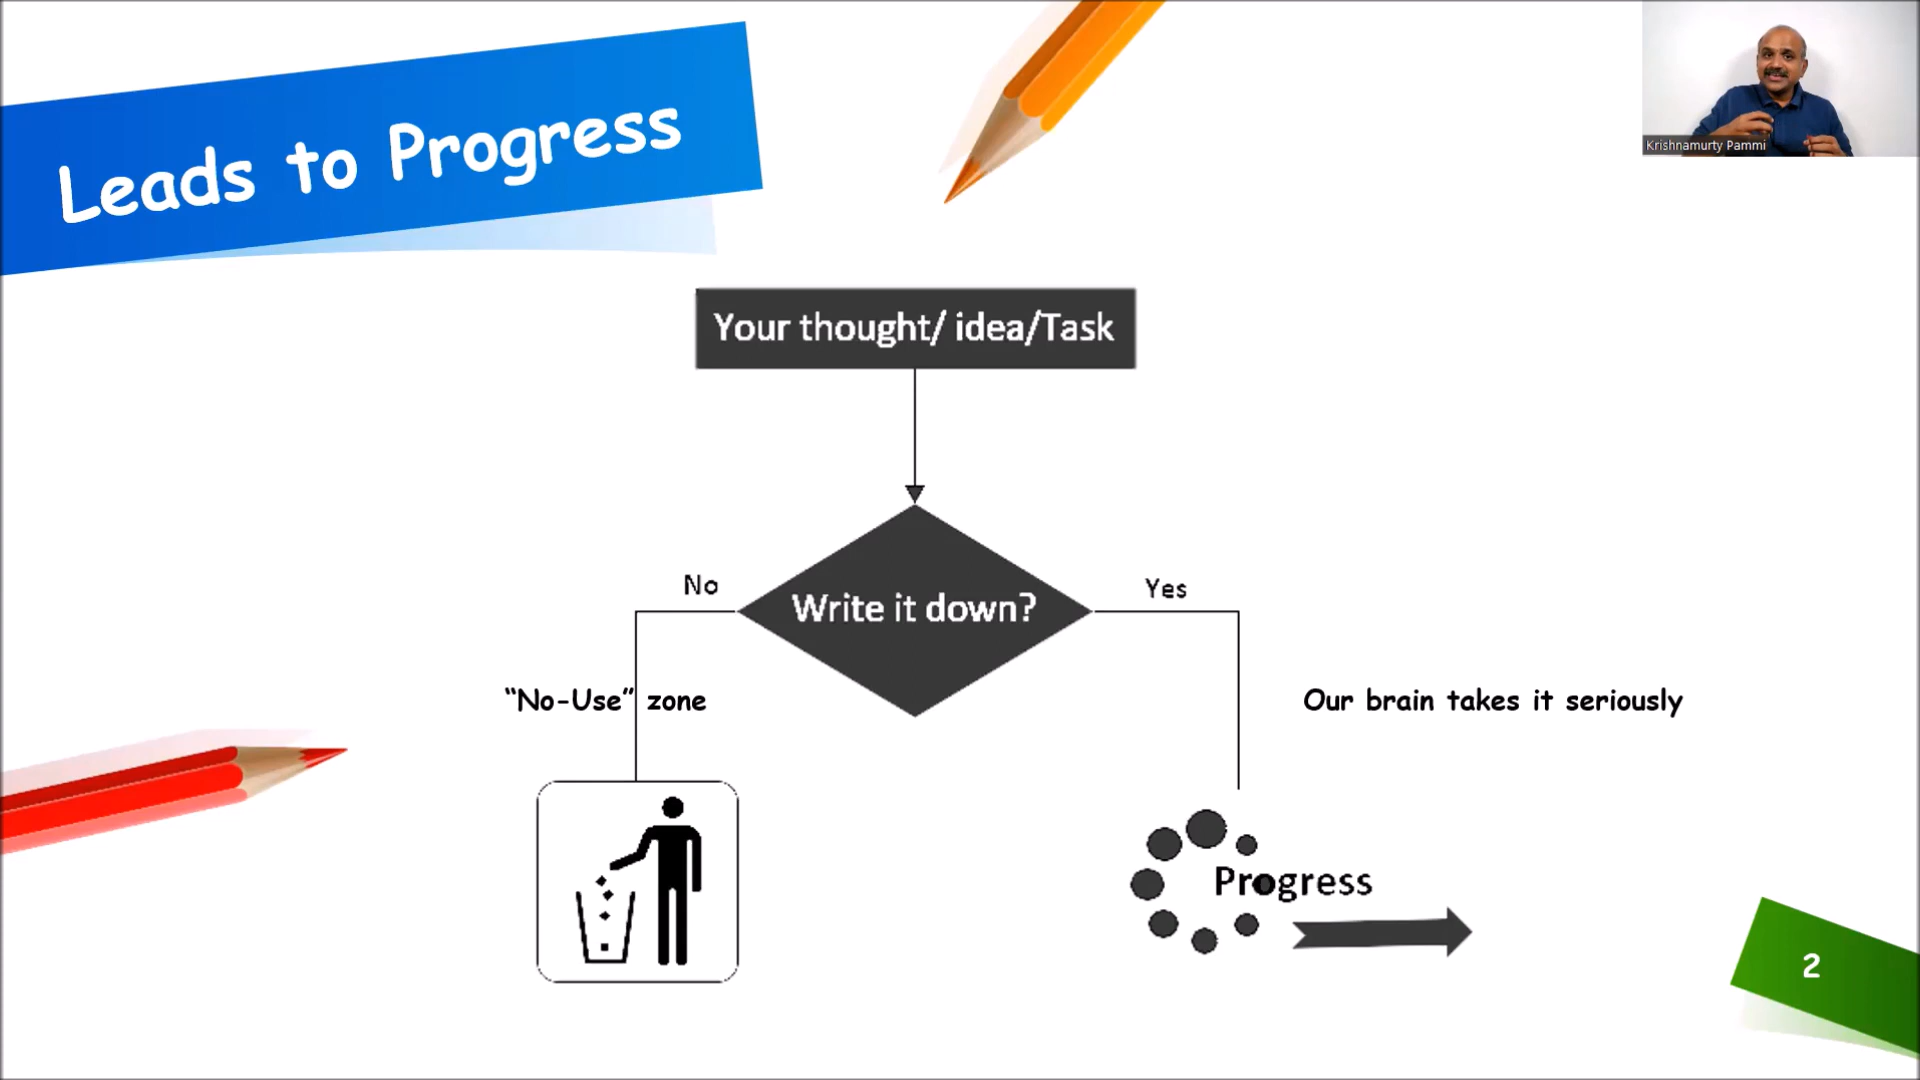 Leads to Progress
Krishnamurty Pammi
Your thought/ idea/Task
No
Yes
Write it down?
“No-Use” zone
Our brain takes it seriously
Progress
2